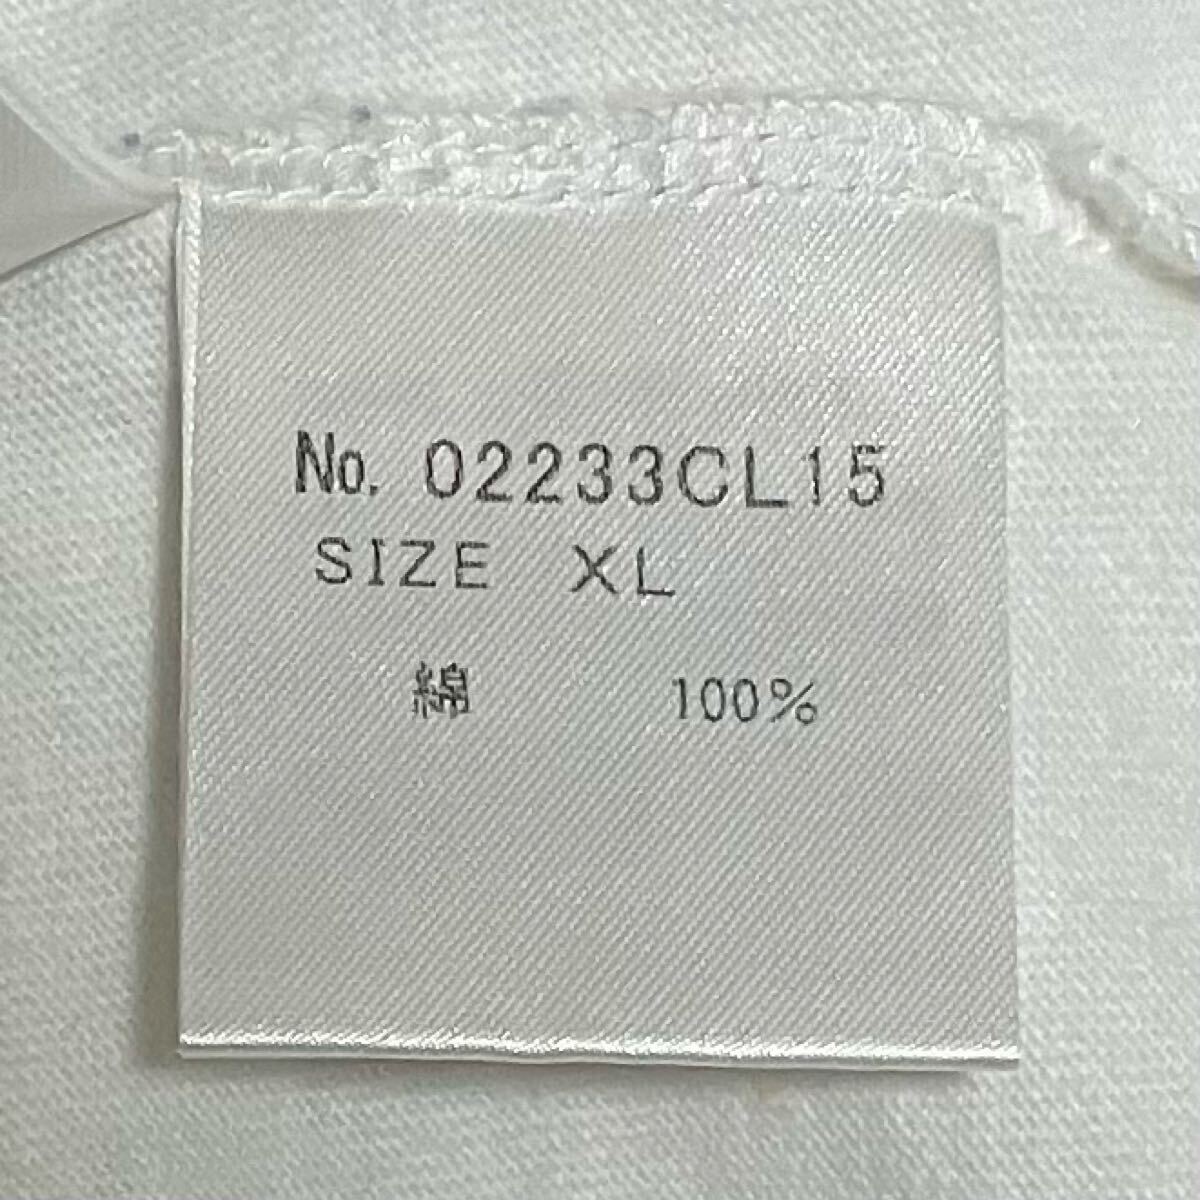 No. 02233CL15
SIZE XL
綿 100%